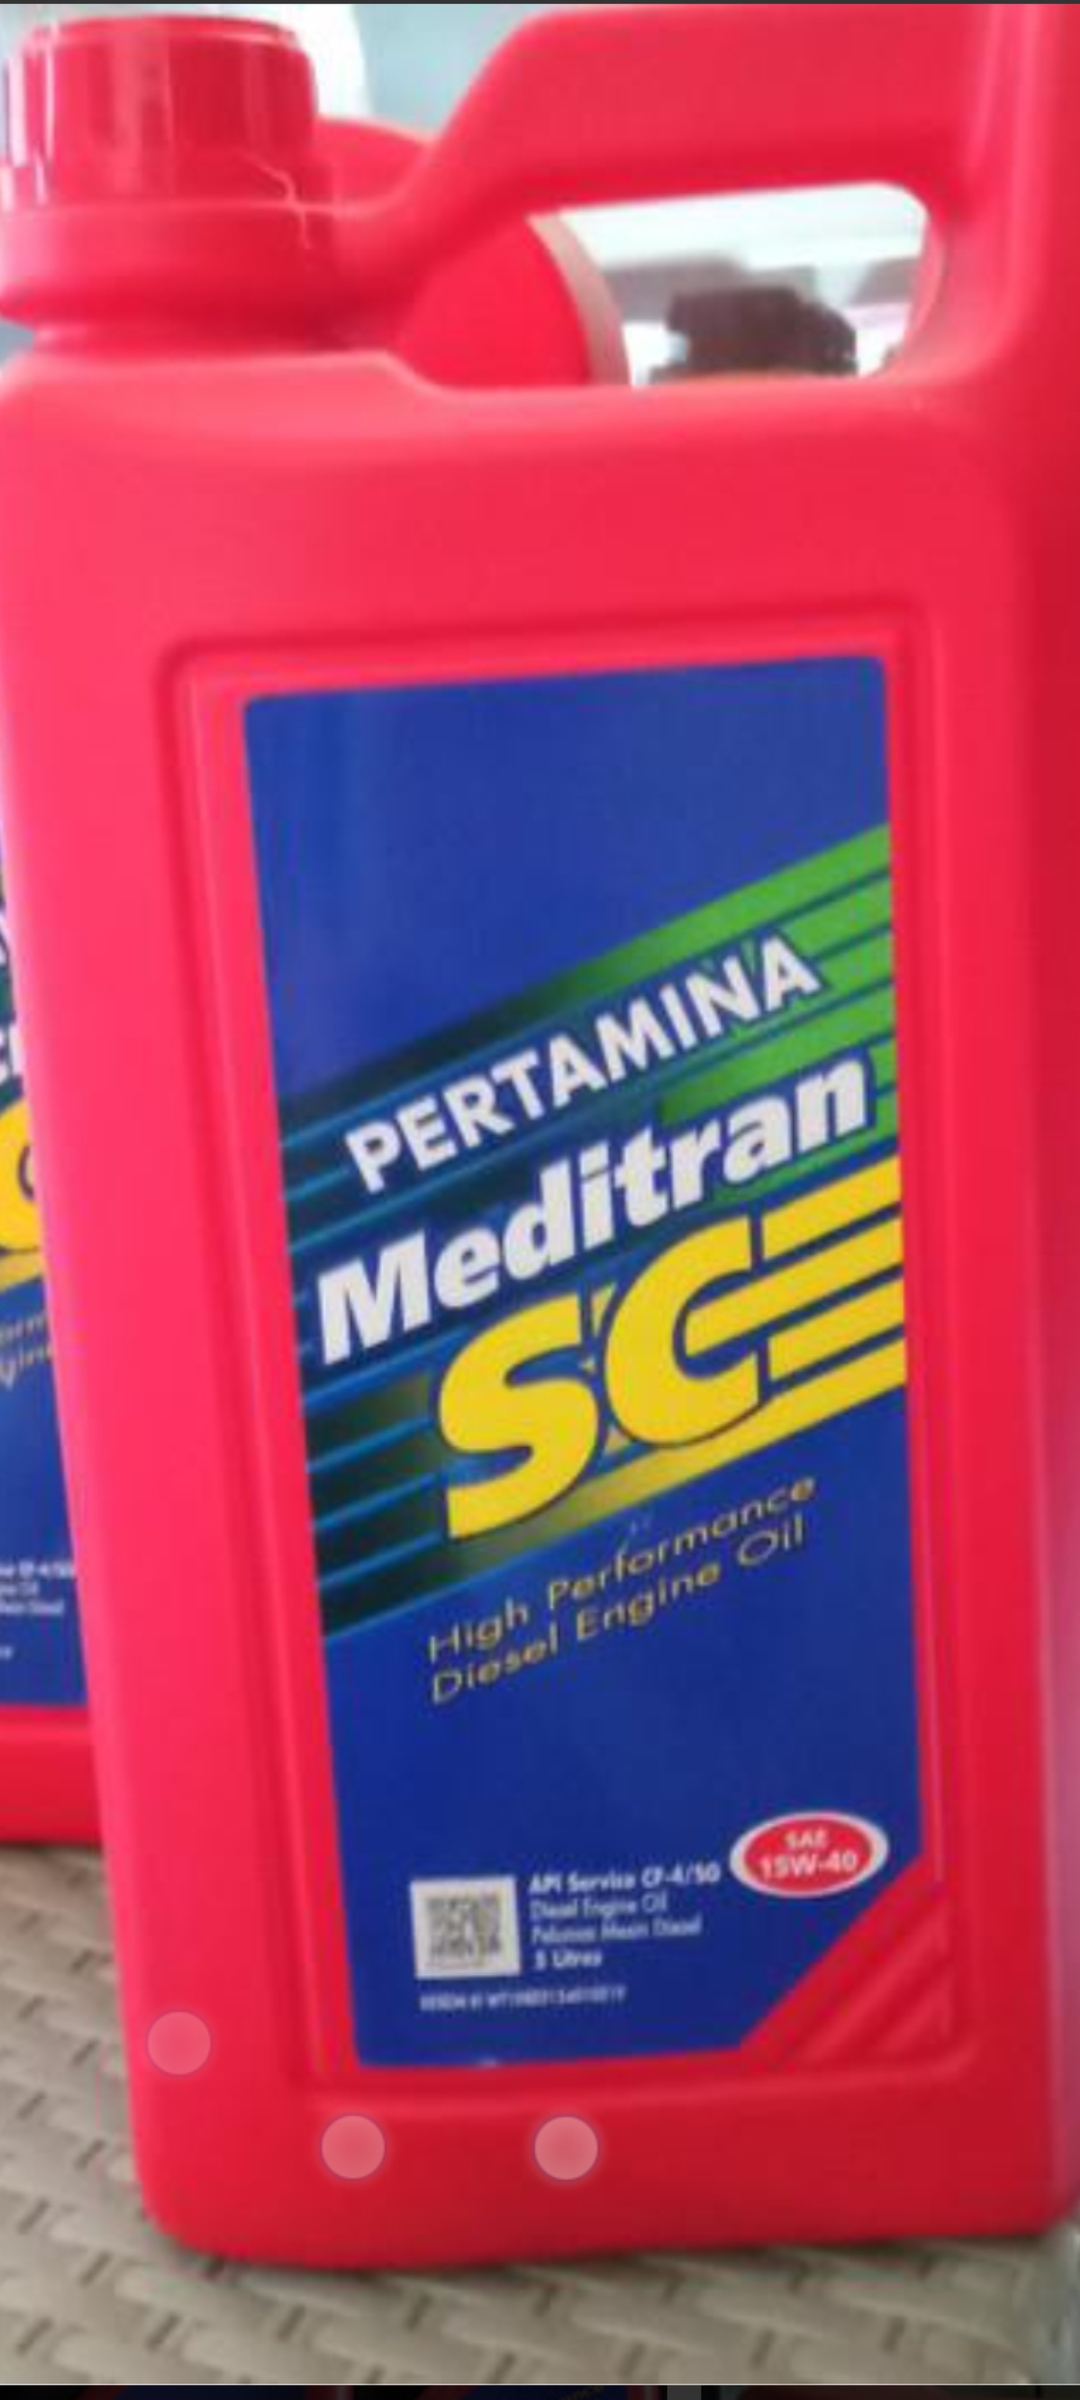 PERTAMINA
Meditran
SC
High Performance
Diesel Engine Oil
SAE
15W-40
API Service CF-4/SG
Diesel Engine Oil
Pelumas Mesin Diesel
5 Litres